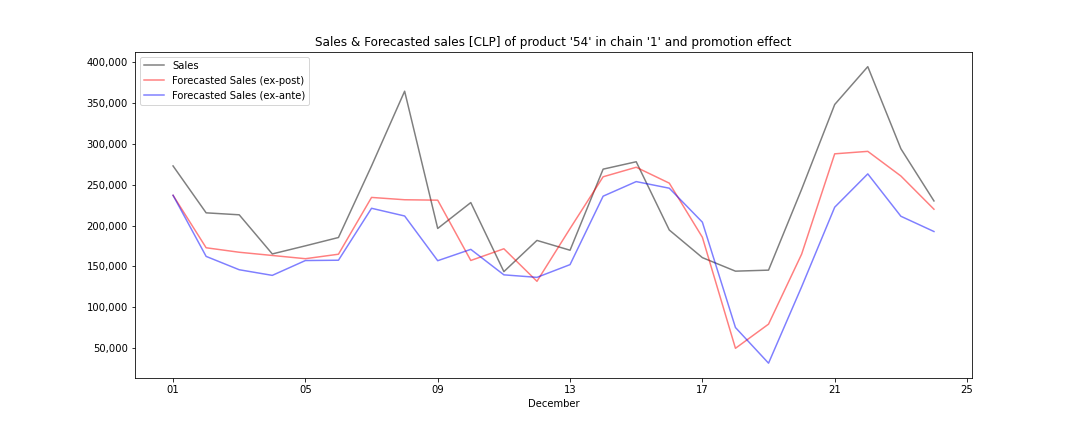 Sales & Forecasted sales [CLP] of product '54' in chain '1' and promotion effect
Sales
Forecasted Sales (ex-post)
Forecasted Sales (ex-ante)
400,000
350,000
300,000
250,000
200,000
150,000
100,000
50,000
01 05 09 13 17 21 25
December